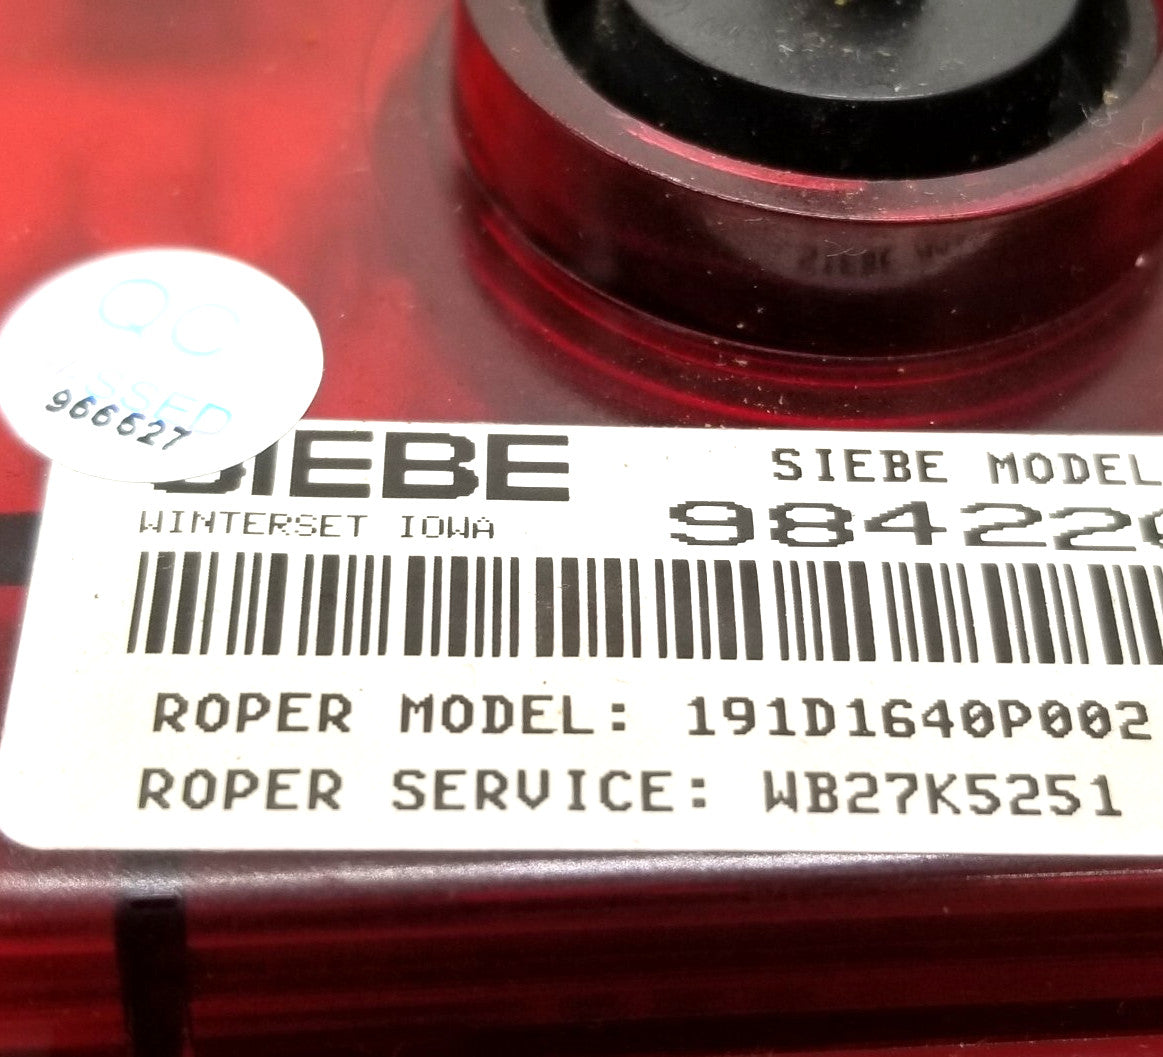 QC
966627
SIEBE
WINTERSET IOWA
SIEBE MODEL
98422
ROPER MODEL: 191D1640P002
ROPER SERVICE: WB27K5251